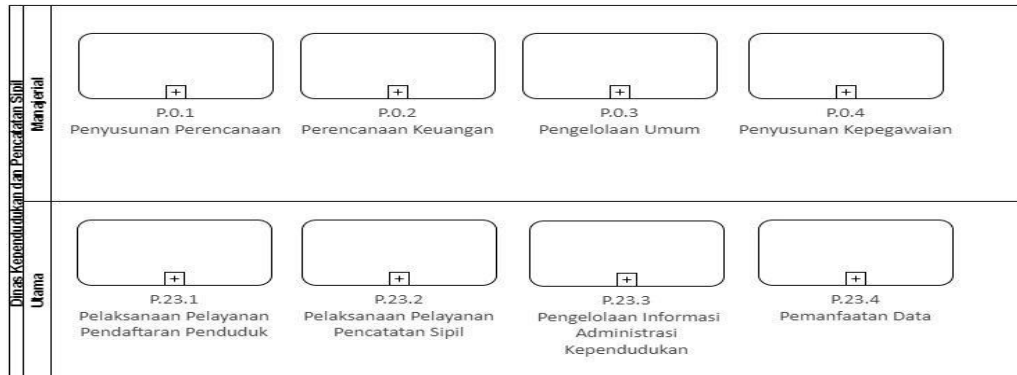 Dinas Kependudukan dan Pencatatan Sipil
Manajerial
P.0.1
Penyusunan Perencanaan
P.0.2
Perencanaan Keuangan
P.0.3
Pengelolaan Umum
P.0.4
Penyusunan Kepegawaian
Utama
P.23.1
Pelaksanaan Pelayanan
Pendaftaran Penduduk
P.23.2
Pelaksanaan Pelayanan
Pencatatan Sipil
P.23.3
Pengelolaan Informasi
Administrasi
Kependudukan
P.23.4
Pemanfaatan Data